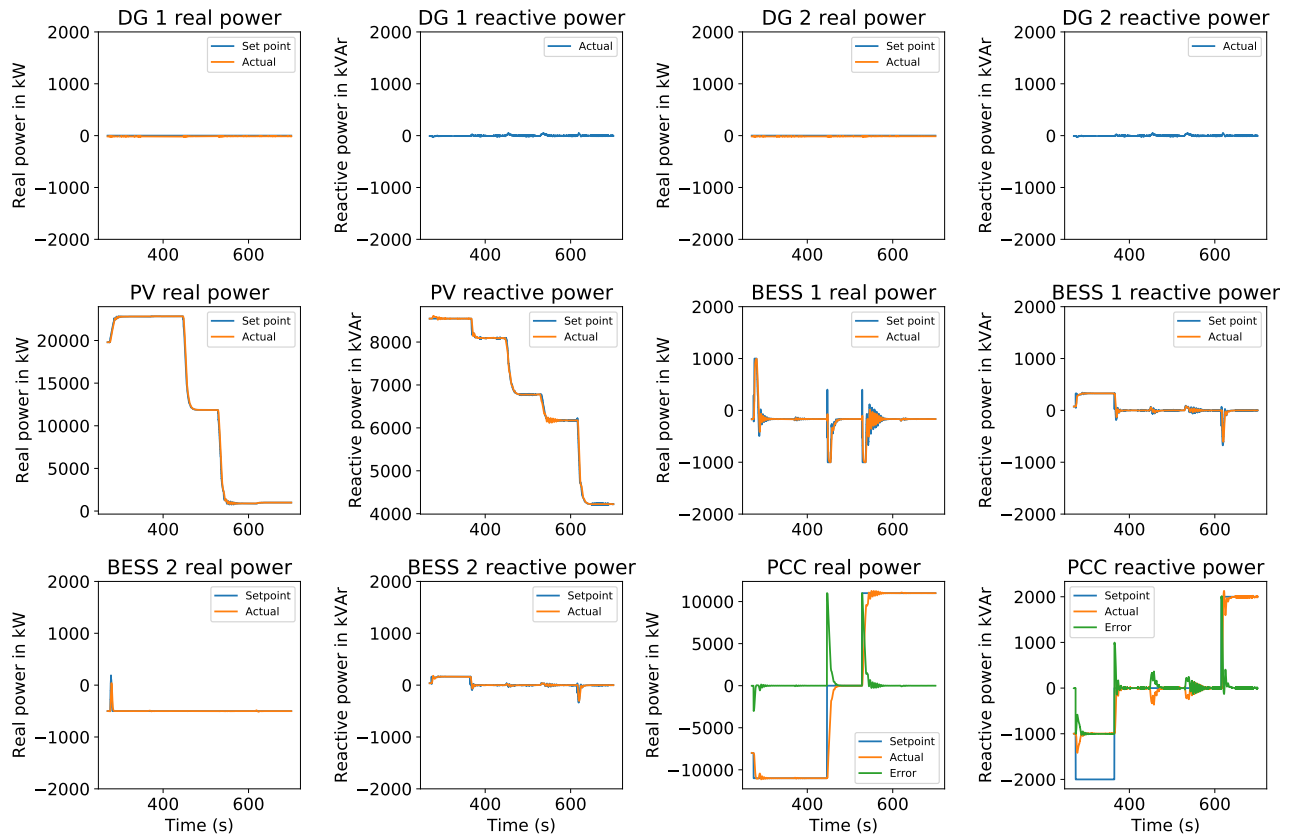 DG 1 real power
Real power in kW
2000
1000
0
−1000
−2000
400
600
Set point
Actual
DG 1 reactive power
Reactive power in kVAr
2000
1000
0
−1000
−2000
400
600
Actual
DG 2 real power
Real power in kW
2000
1000
0
−1000
−2000
400
600
Set point
Actual
DG 2 reactive power
Reactive power in kVAr
2000
1000
0
−1000
−2000
400
600
Actual
PV real power
Real power in kW
20000
15000
10000
5000
0
400
600
Set point
Actual
PV reactive power
Reactive power in kVAr
8000
7000
6000
5000
4000
400
600
Set point
Actual
BESS 1 real power
Real power in kW
2000
1000
0
−1000
−2000
400
600
Set point
Actual
BESS 1 reactive power
Reactive power in kVAr
2000
1000
0
−1000
−2000
400
600
Set point
Actual
BESS 2 real power
Real power in kW
2000
1000
0
−1000
−2000
400
600
Time (s)
Setpoint
Actual
BESS 2 reactive power
Reactive power in kVAr
2000
1000
0
−1000
−2000
400
600
Time (s)
Setpoint
Actual
PCC real power
Real power in kW
10000
5000
0
−5000
−10000
400
600
Time (s)
Setpoint
Actual
Error
PCC reactive power
Reactive power in kVAr
2000
1000
0
−1000
−2000
400
600
Time (s)
Setpoint
Actual
Error